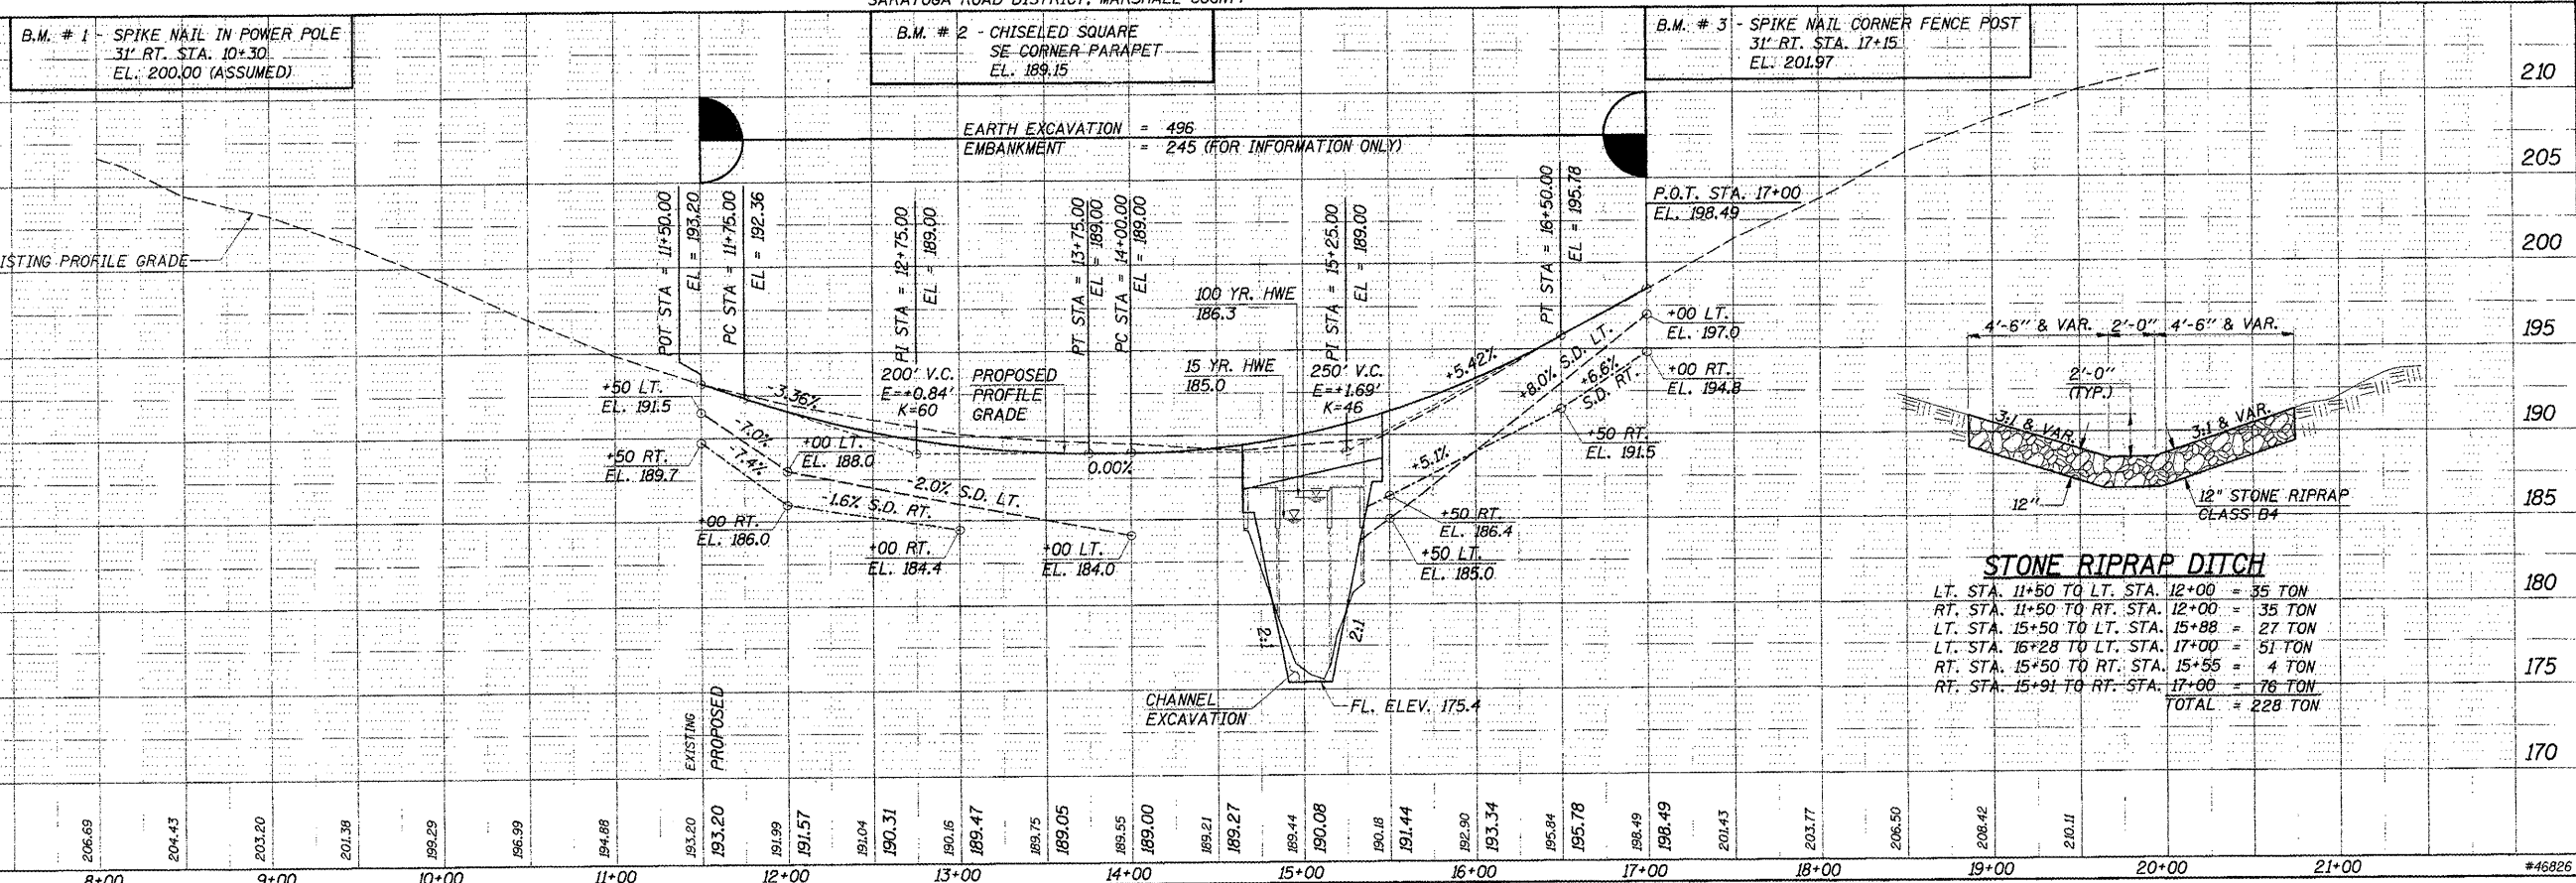 SARATOGA ROAD DISTRICT, MARSHALL COUNTY
B.M. # 1 - SPIKE NAIL IN POWER POLE
31' RT. STA. 10+30
EL. 200.00 (ASSUMED)
B.M. # 2 - CHISELED SQUARE
SE CORNER PARAPET
EL. 189.15
B.M. # 3 - SPIKE NAIL CORNER FENCE POST
31' RT. STA. 17+15
EL. 201.97
EARTH EXCAVATION = 496
EMBANKMENT = 245 (FOR INFORMATION ONLY)
210
205
200
195
190
185
180
175
170
ISTING PROFILE GRADE
POT STA = 11+50.00
EL = 193.20
PC STA = 11+75.00
EL = 192.36
PI STA = 12+75.00
EL = 189.00
PT STA = 13+75.00
EL = 189.00
PC STA = 14+00.00
EL = 189.00
PI STA = 15+25.00
EL = 189.00
PT STA = 16+50.00
EL = 195.78
P.O.T. STA. 17+00
EL. 198.49
100 YR. HWE
186.3
15 YR. HWE
185.0
200' V.C.
E=+0.84'
K=60
PROPOSED
PROFILE
GRADE
250' V.C.
E=+1.69'
K=46
-3.36%
0.00%
+5.42%
+8.0% S.D. LT.
+6.6%
S.D. RT.
+5.1%
+50 LT.
EL. 191.5
+50 RT.
EL. 189.7
-7.0%
-7.4%
+00 LT.
EL. 188.0
-2.0% S.D. LT.
-1.6% S.D. RT.
+00 RT.
EL. 186.0
+00 RT.
EL. 184.4
+00 LT.
EL. 184.0
+50 RT.
EL. 186.4
+50 LT.
EL. 185.0
+00 LT.
EL. 197.0
+00 RT.
EL. 194.8
+50 RT.
EL. 191.5
2:1
2:1
CHANNEL
EXCAVATION
FL. ELEV. 175.4
4'-6" & VAR.
2'-0"
4'-6" & VAR.
2'-0"
(TYP.)
3:1 & VAR.
3:1 & VAR.
12"
12" STONE RIPRAP
CLASS B4
STONE RIPRAP DITCH
LT. STA. 11+50 TO LT. STA. 12+00 = 35 TON
RT. STA. 11+50 TO RT. STA. 12+00 = 35 TON
LT. STA. 15+50 TO LT. STA. 15+88 = 27 TON
LT. STA. 16+28 TO LT. STA. 17+00 = 51 TON
RT. STA. 15+50 TO RT. STA. 15+55 = 4 TON
RT. STA. 15+91 TO RT. STA. 17+00 = 76 TON
TOTAL = 228 TON
EXISTING
PROPOSED
206.69
204.43
203.20
201.38
199.29
196.99
194.88
193.20
193.20
191.99
191.57
191.04
190.31
190.16
189.47
189.75
189.05
189.55
189.00
189.21
189.27
189.44
190.08
190.18
191.44
192.90
193.34
195.84
195.78
198.49
198.49
201.43
203.77
206.50
208.42
210.11
8+00
9+00
10+00
11+00
12+00
13+00
14+00
15+00
16+00
17+00
18+00
19+00
20+00
21+00
#46826